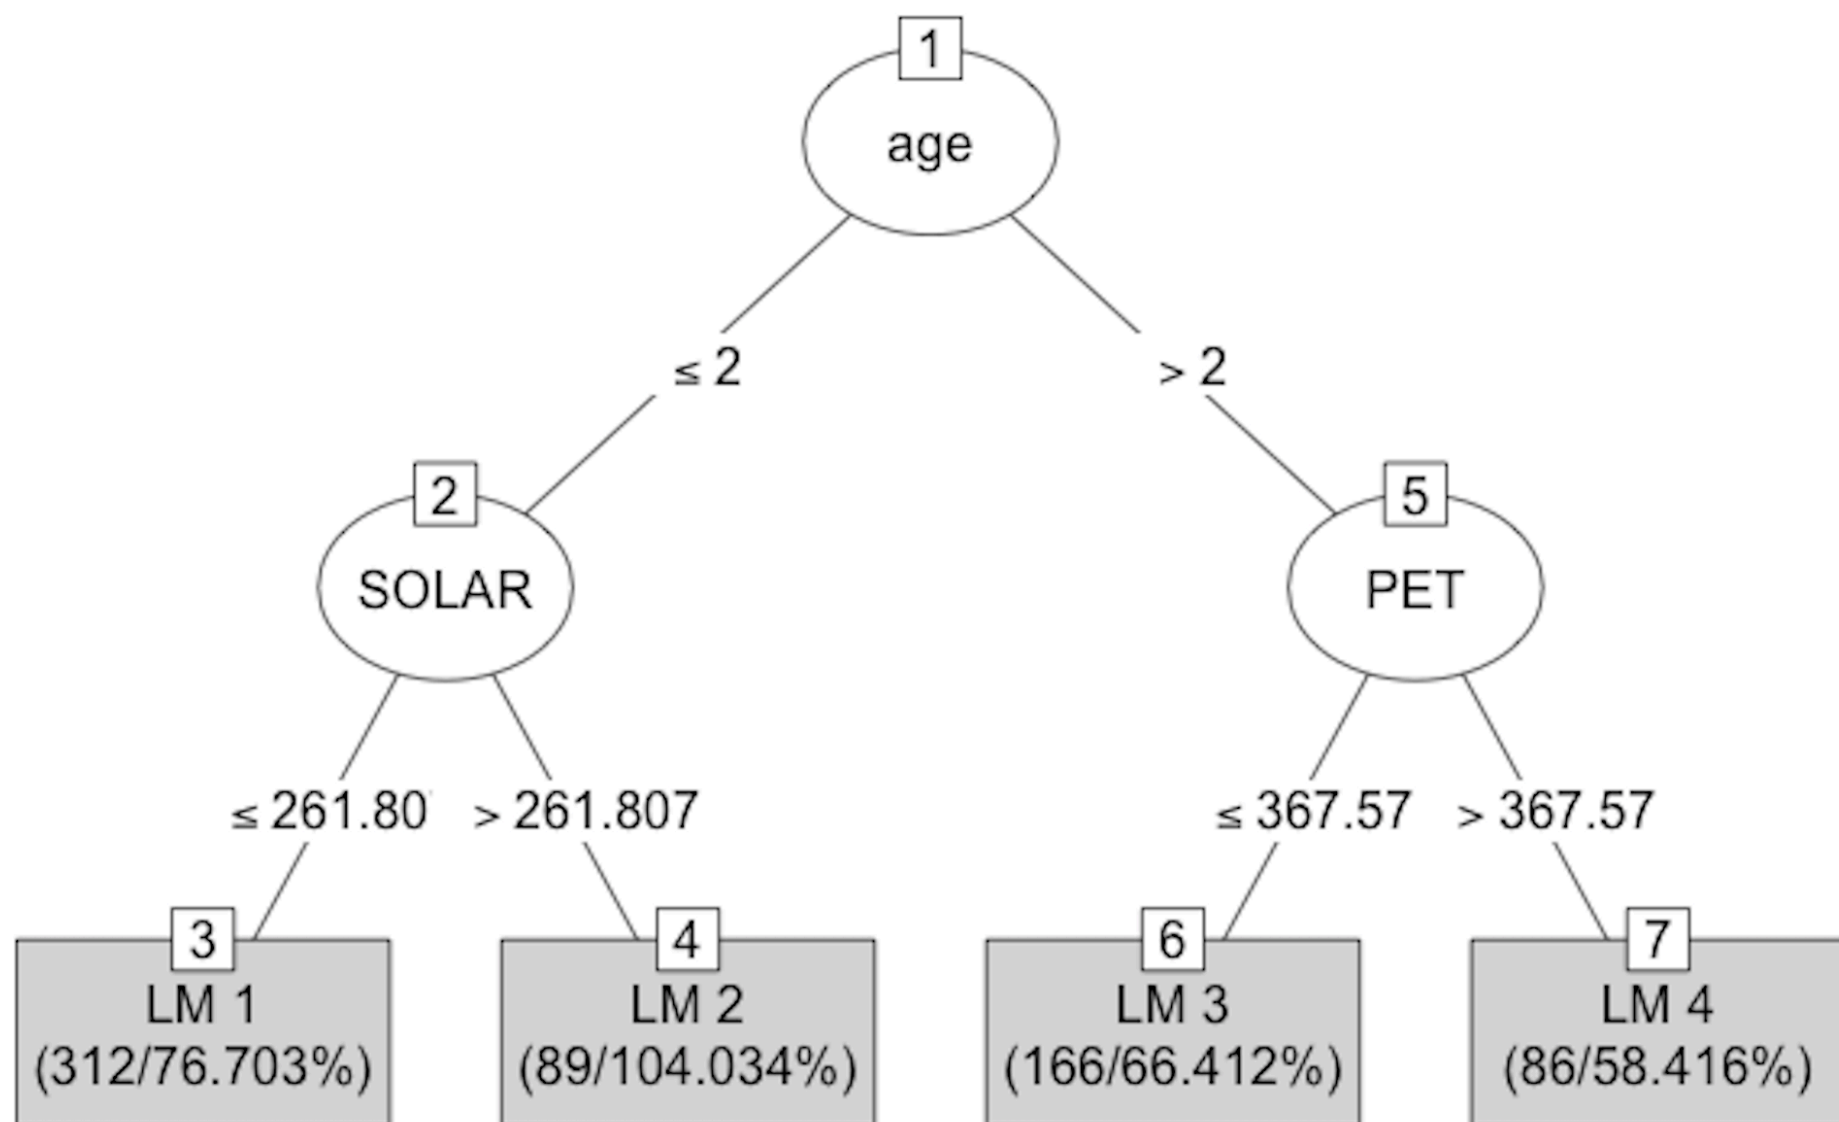 1
age
≤ 2
> 2
2
SOLAR
5
PET
≤ 261.80
> 261.807
≤ 367.57
> 367.57
3
LM 1
(312/76.703%)
4
LM 2
(89/104.034%)
6
LM 3
(166/66.412%)
7
LM 4
(86/58.416%)